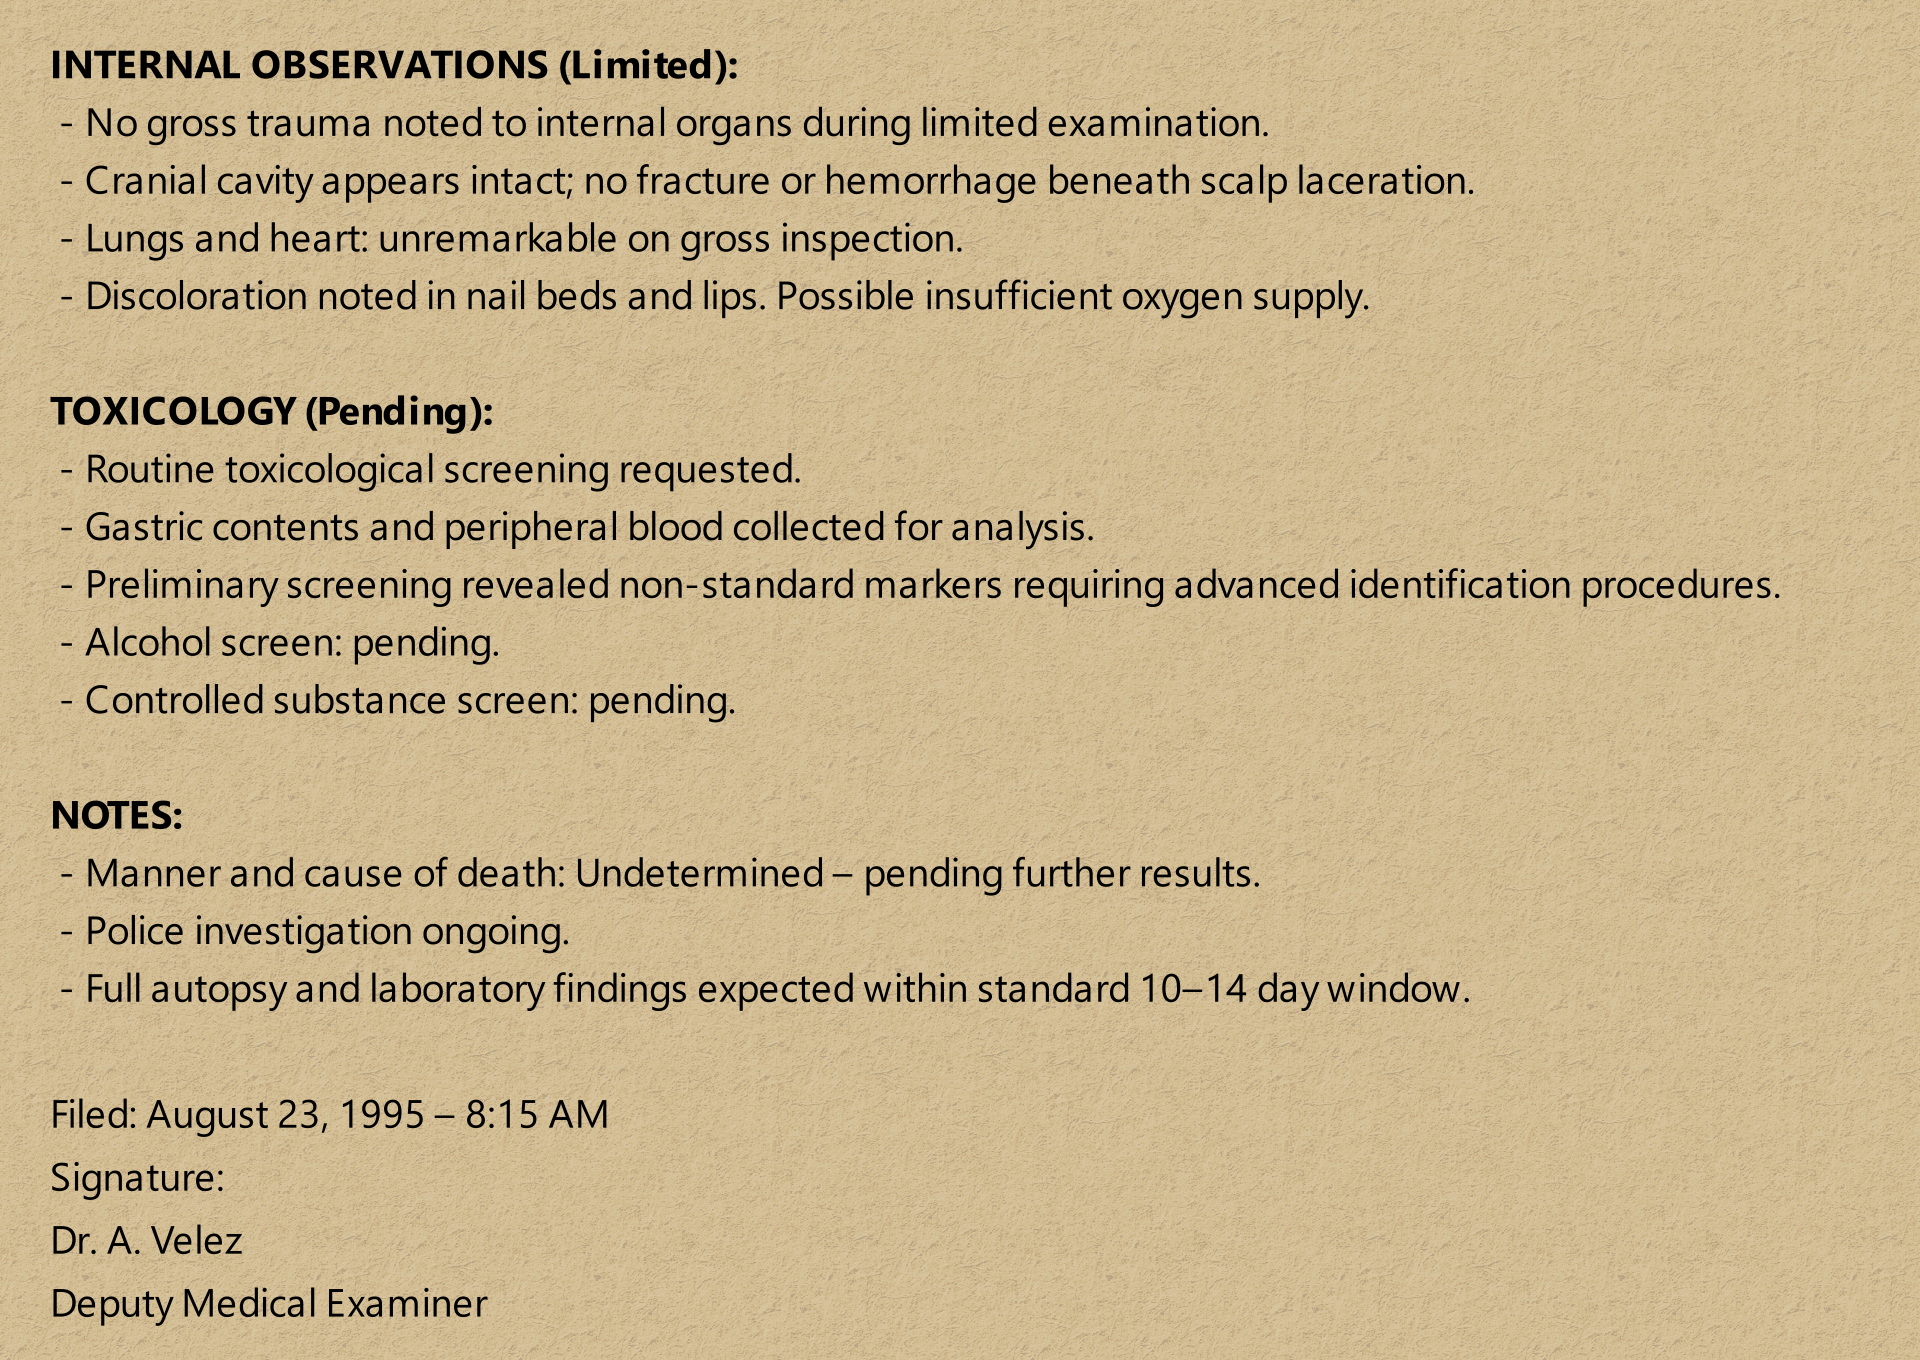 INTERNAL OBSERVATIONS (Limited):
- No gross trauma noted to internal organs during limited examination.
- Cranial cavity appears intact; no fracture or hemorrhage beneath scalp laceration.
- Lungs and heart: unremarkable on gross inspection.
- Discoloration noted in nail beds and lips. Possible insufficient oxygen supply.
TOXICOLOGY (Pending):
- Routine toxicological screening requested.
- Gastric contents and peripheral blood collected for analysis.
- Preliminary screening revealed non-standard markers requiring advanced identification procedures.
- Alcohol screen: pending.
- Controlled substance screen: pending.
NOTES:
- Manner and cause of death: Undetermined – pending further results.
- Police investigation ongoing.
- Full autopsy and laboratory findings expected within standard 10–14 day window.
Filed: August 23, 1995 – 8:15 AM
Signature:
Dr. A. Velez
Deputy Medical Examiner